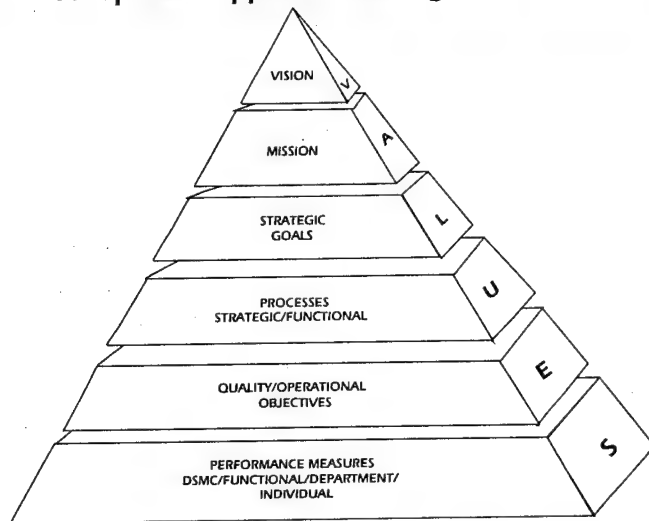 VISION
V
MISSION
A
STRATEGIC
GOALS
L
PROCESSES
STRATEGIC/FUNCTIONAL
U
QUALITY/OPERATIONAL
OBJECTIVES
E
PERFORMANCE MEASURES
DSMC/FUNCTIONAL/DEPARTMENT/
INDIVIDUAL
S